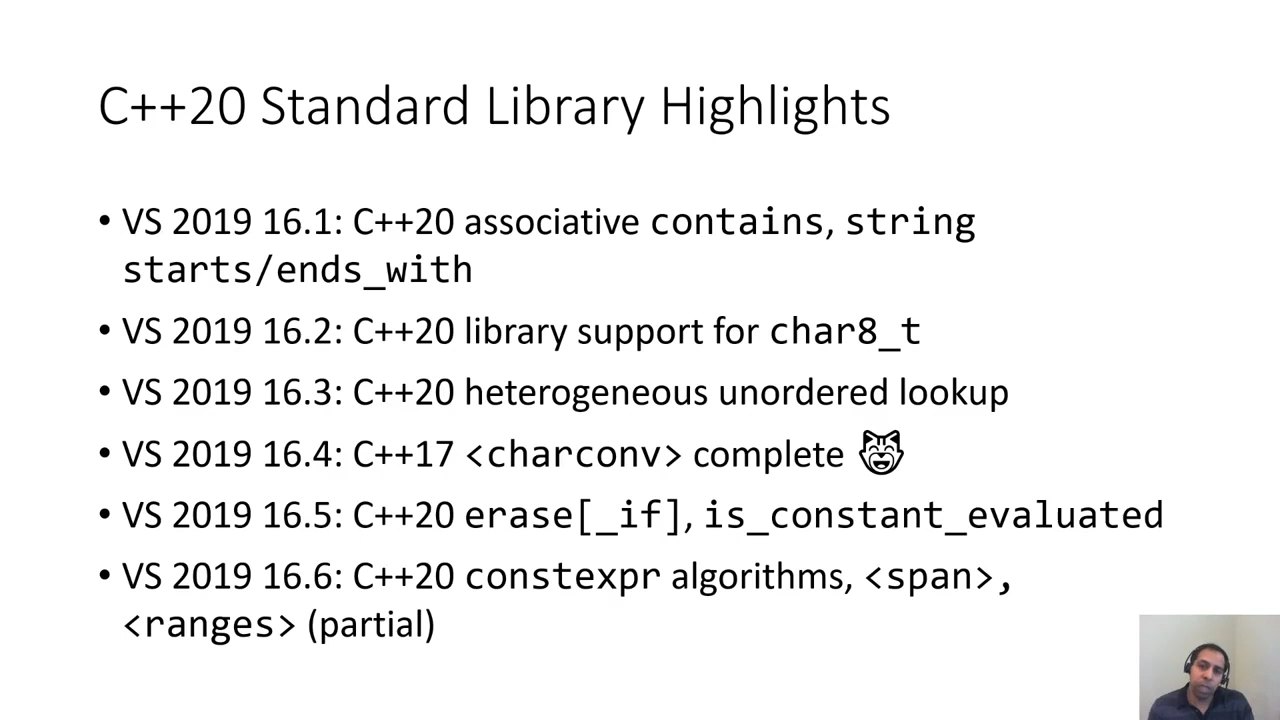 C++20 Standard Library Highlights
• VS 2019 16.1: C++20 associative contains, string
starts/ends_with
• VS 2019 16.2: C++20 library support for char8_t
• VS 2019 16.3: C++20 heterogeneous unordered lookup
• VS 2019 16.4: C++17 <charconv> complete 😸
• VS 2019 16.5: C++20 erase[_if], is_constant_evaluated
• VS 2019 16.6: C++20 constexpr algorithms, <span>,
<ranges> (partial)